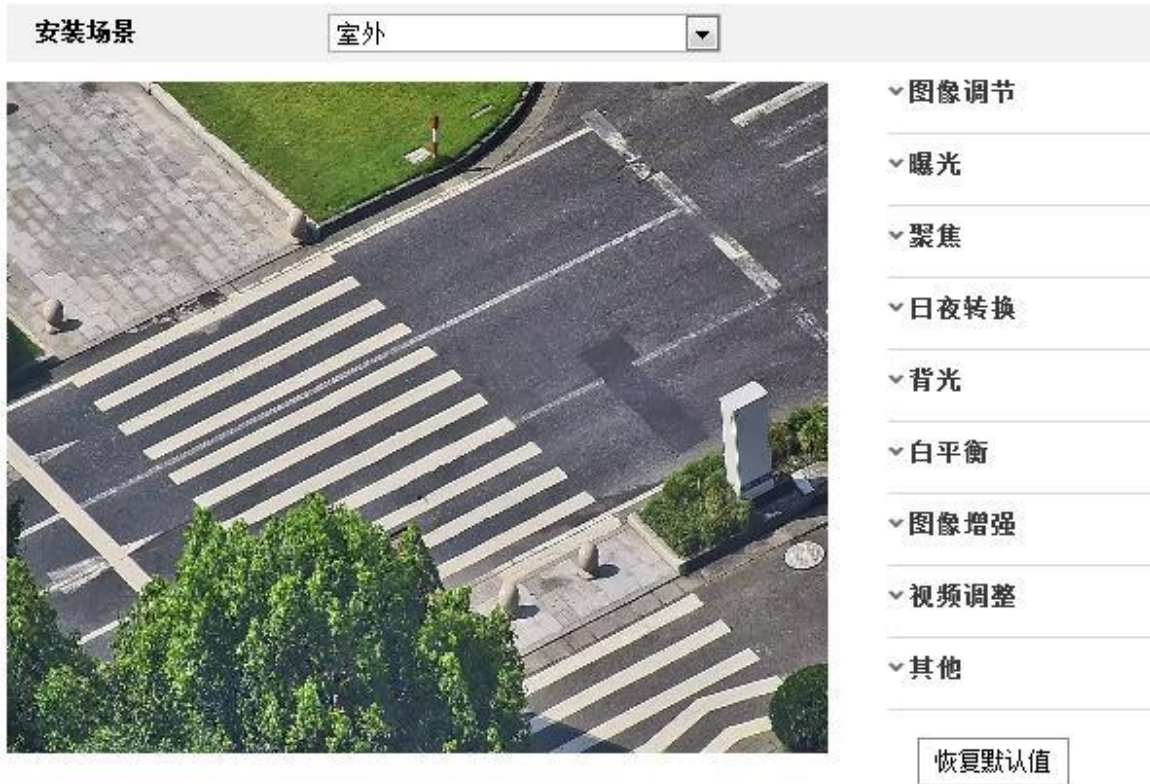 安装场景
室外
图像调节
曝光
聚焦
日夜转换
背光
白平衡
图像增强
视频调整
其他
恢复默认值